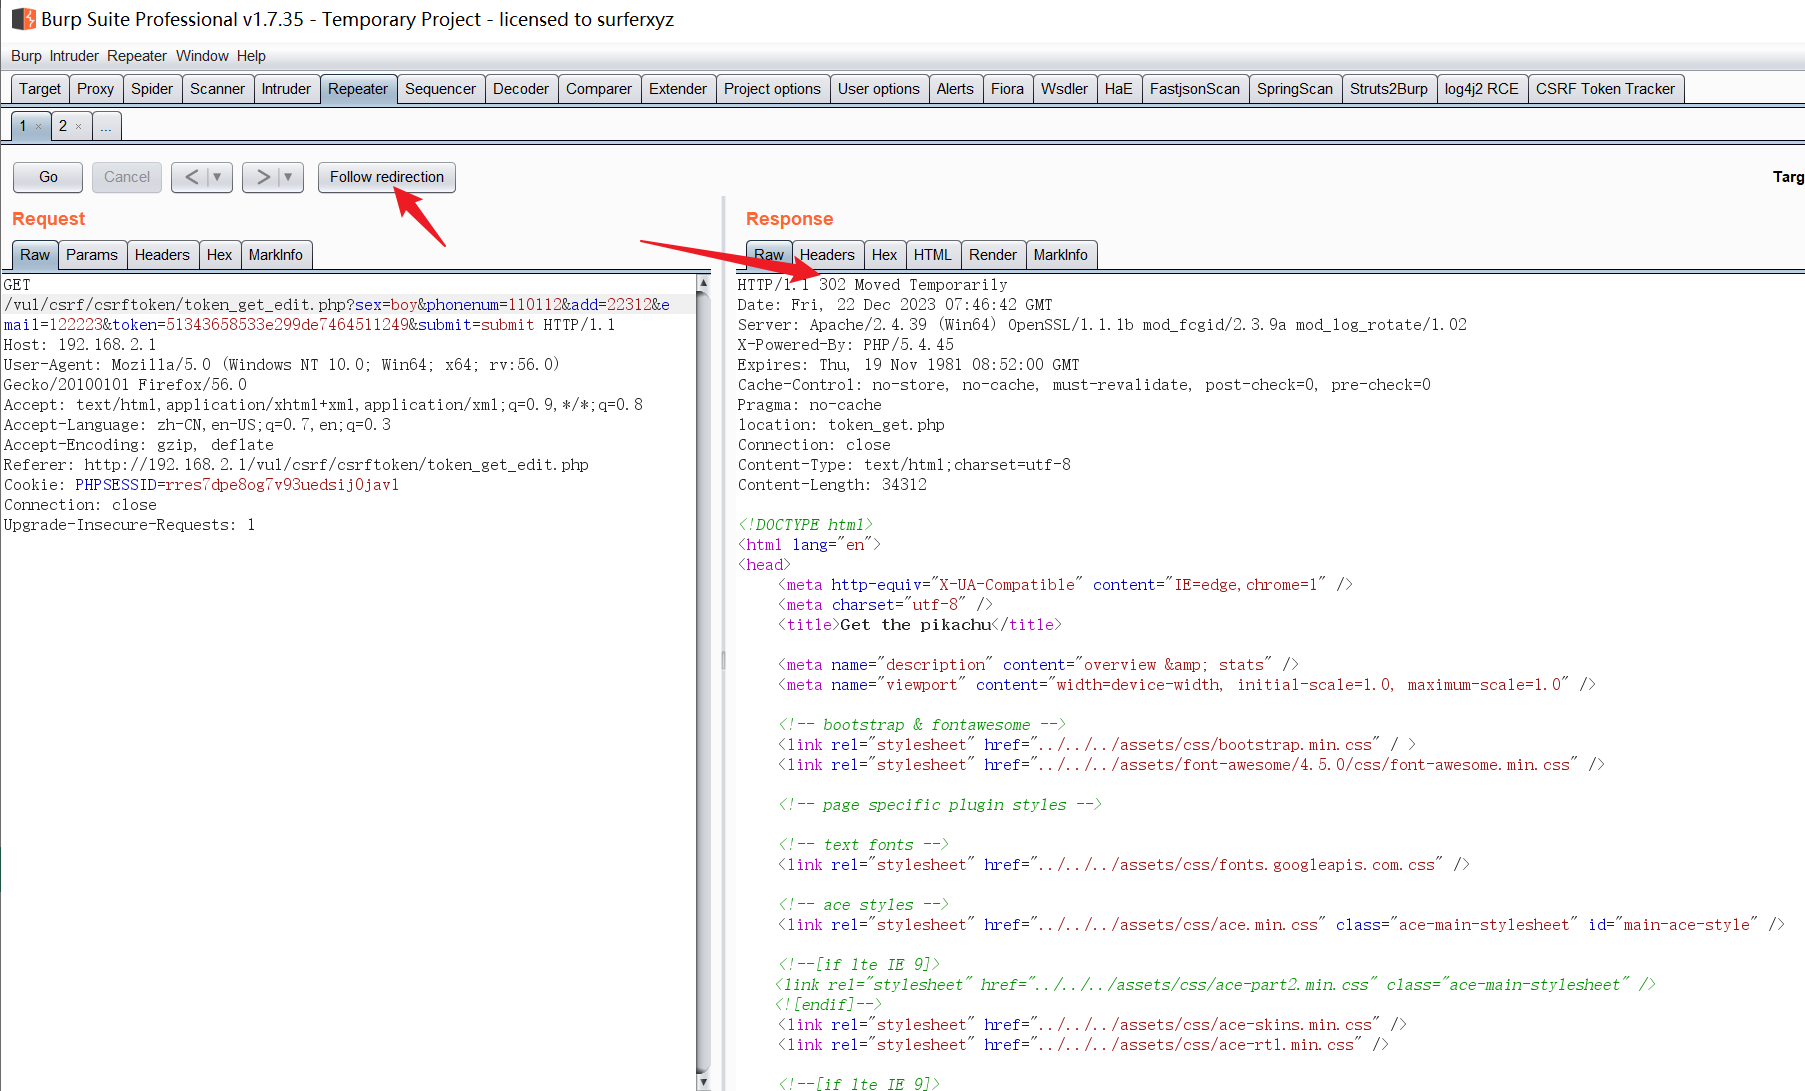 Burp Suite Professional v1.7.35 - Temporary Project - licensed to surferxyz
Burp Intruder Repeater Window Help
Target Proxy Spider Scanner Intruder Repeater Sequencer Decoder Comparer Extender Project options User options Alerts Fiora Wsdler HaE FastjsonScan SpringScan Struts2Burp log4j2 RCE CSRF Token Tracker
1 × 2 × ...
Go Cancel < ▼ > ▼ Follow redirection Targ
Request
Raw Params Headers Hex MarkInfo
GET
/vul/csrf/csrftoken/token_get_edit.php?sex=boy&phonenum=110112&add=22312&e
mail=122223&token=51343658533e299de7464511249&submit=submit HTTP/1.1
Host: 192.168.2.1
User-Agent: Mozilla/5.0 (Windows NT 10.0; Win64; x64; rv:56.0)
Gecko/20100101 Firefox/56.0
Accept: text/html,application/xhtml+xml,application/xml;q=0.9,*/*;q=0.8
Accept-Language: zh-CN,en-US;q=0.7,en;q=0.3
Accept-Encoding: gzip, deflate
Referer: http://192.168.2.1/vul/csrf/csrftoken/token_get_edit.php
Cookie: PHPSESSID=rres7dpe8og7v93uedsij0jav1
Connection: close
Upgrade-Insecure-Requests: 1
Response
Raw Headers Hex HTML Render MarkInfo
HTTP/1.1 302 Moved Temporarily
Date: Fri, 22 Dec 2023 07:46:42 GMT
Server: Apache/2.4.39 (Win64) OpenSSL/1.1.1b mod_fcgid/2.3.9a mod_log_rotate/1.02
X-Powered-By: PHP/5.4.45
Expires: Thu, 19 Nov 1981 08:52:00 GMT
Cache-Control: no-store, no-cache, must-revalidate, post-check=0, pre-check=0
Pragma: no-cache
location: token_get.php
Connection: close
Content-Type: text/html;charset=utf-8
Content-Length: 34312
<!DOCTYPE html>
<html lang="en">
<head>
<meta http-equiv="X-UA-Compatible" content="IE=edge,chrome=1" />
<meta charset="utf-8" />
<title>Get the pikachu</title>
<meta name="description" content="overview &amp; stats" />
<meta name="viewport" content="width=device-width, initial-scale=1.0, maximum-scale=1.0" />
<!-- bootstrap & fontawesome -->
<link rel="stylesheet" href="../../../assets/css/bootstrap.min.css" / >
<link rel="stylesheet" href="../../../assets/font-awesome/4.5.0/css/font-awesome.min.css" />
<!-- page specific plugin styles -->
<!-- text fonts -->
<link rel="stylesheet" href="../../../assets/css/fonts.googleapis.com.css" />
<!-- ace styles -->
<link rel="stylesheet" href="../../../assets/css/ace.min.css" class="ace-main-stylesheet" id="main-ace-style" />
<!--[if lte IE 9]>
<link rel="stylesheet" href="../../../assets/css/ace-part2.min.css" class="ace-main-stylesheet" />
<![endif]-->
<link rel="stylesheet" href="../../../assets/css/ace-skins.min.css" />
<link rel="stylesheet" href="../../../assets/css/ace-rtl.min.css" />
<!--[if lte IE 9]>